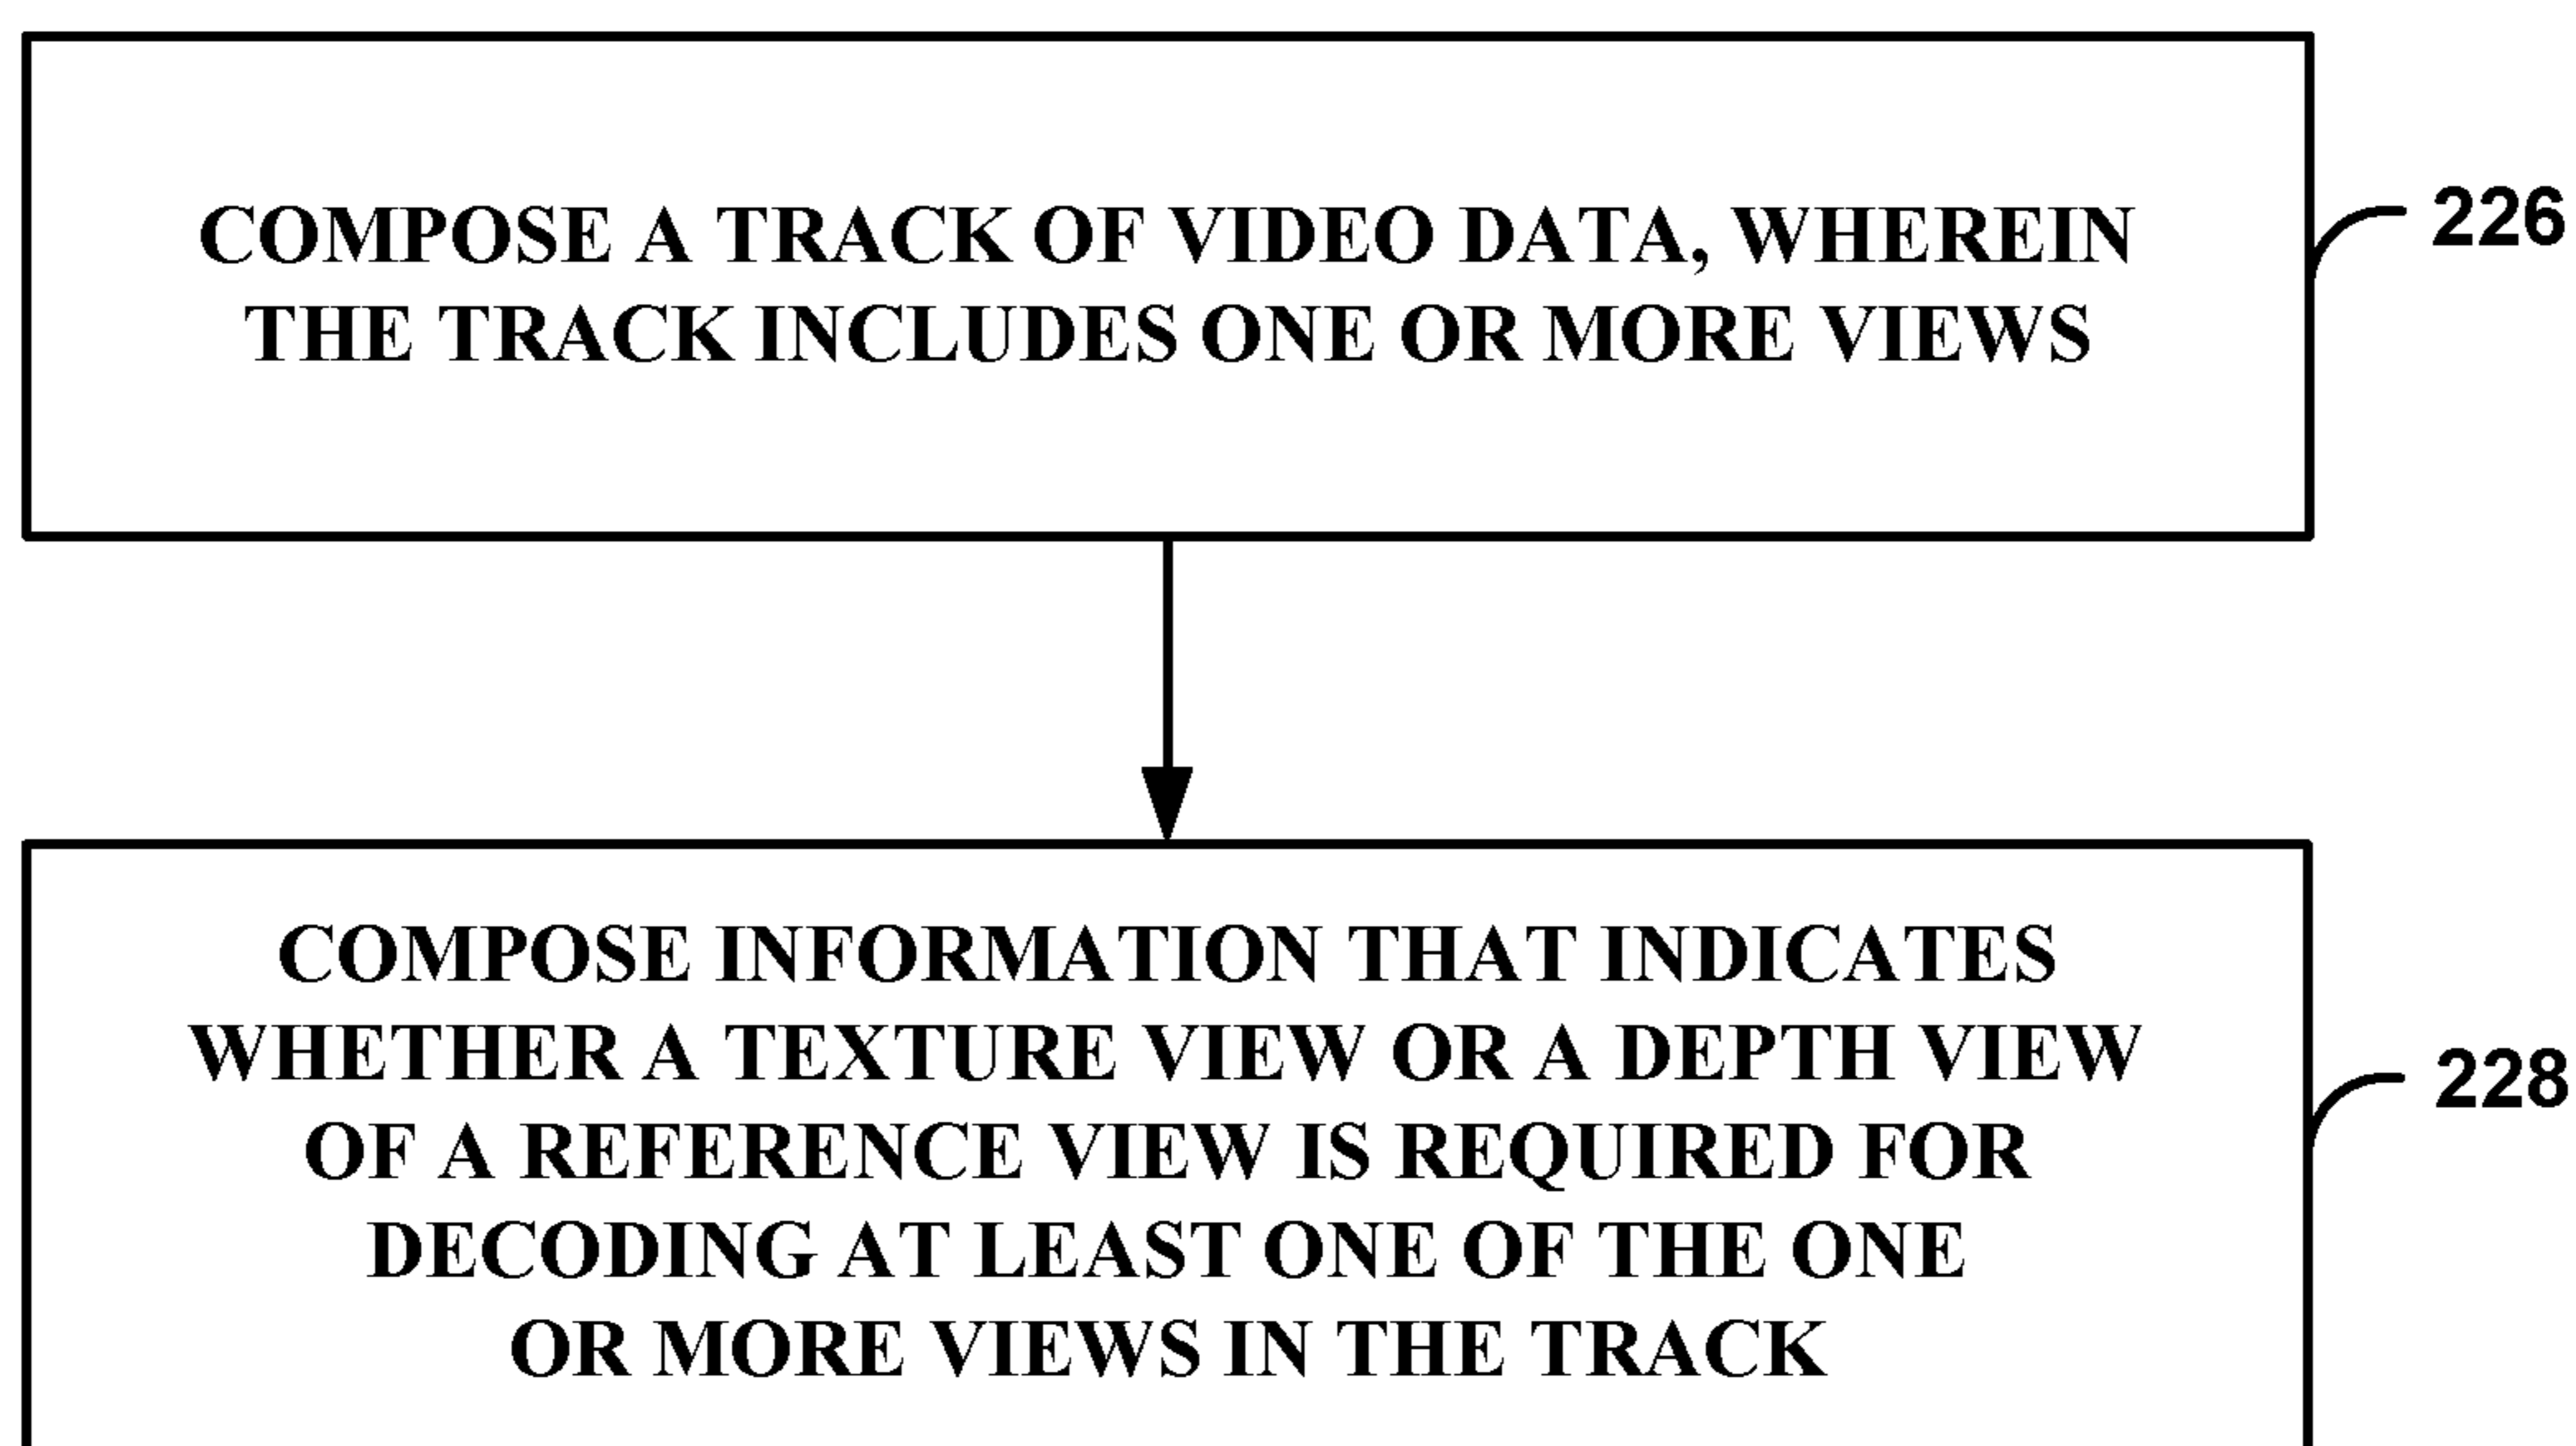 COMPOSE A TRACK OF VIDEO DATA, WHEREIN
THE TRACK INCLUDES ONE OR MORE VIEWS
226
COMPOSE INFORMATION THAT INDICATES
WHETHER A TEXTURE VIEW OR A DEPTH VIEW
OF A REFERENCE VIEW IS REQUIRED FOR
DECODING AT LEAST ONE OF THE ONE
OR MORE VIEWS IN THE TRACK
228